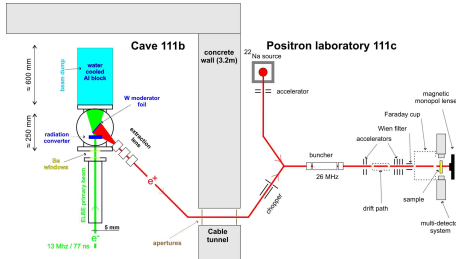 Cave 111b
Positron laboratory 111c
concrete
wall (3.2m)
water
cooled
Al block
beam dump
≈ 600 mm
≈250 mm
W moderator
foil
radiation
converter
Be
windows
extraction
lens
e+
ELBE primary beam
5 mm
e-
13 Mhz / 77 ns
apertures
Cable
tunnel
22
Na source
accelerator
chopper
buncher
26 MHz
accelerators
drift path
Wien filter
Faraday cup
magnetic
monopol lense
sample
multi-detecto
system